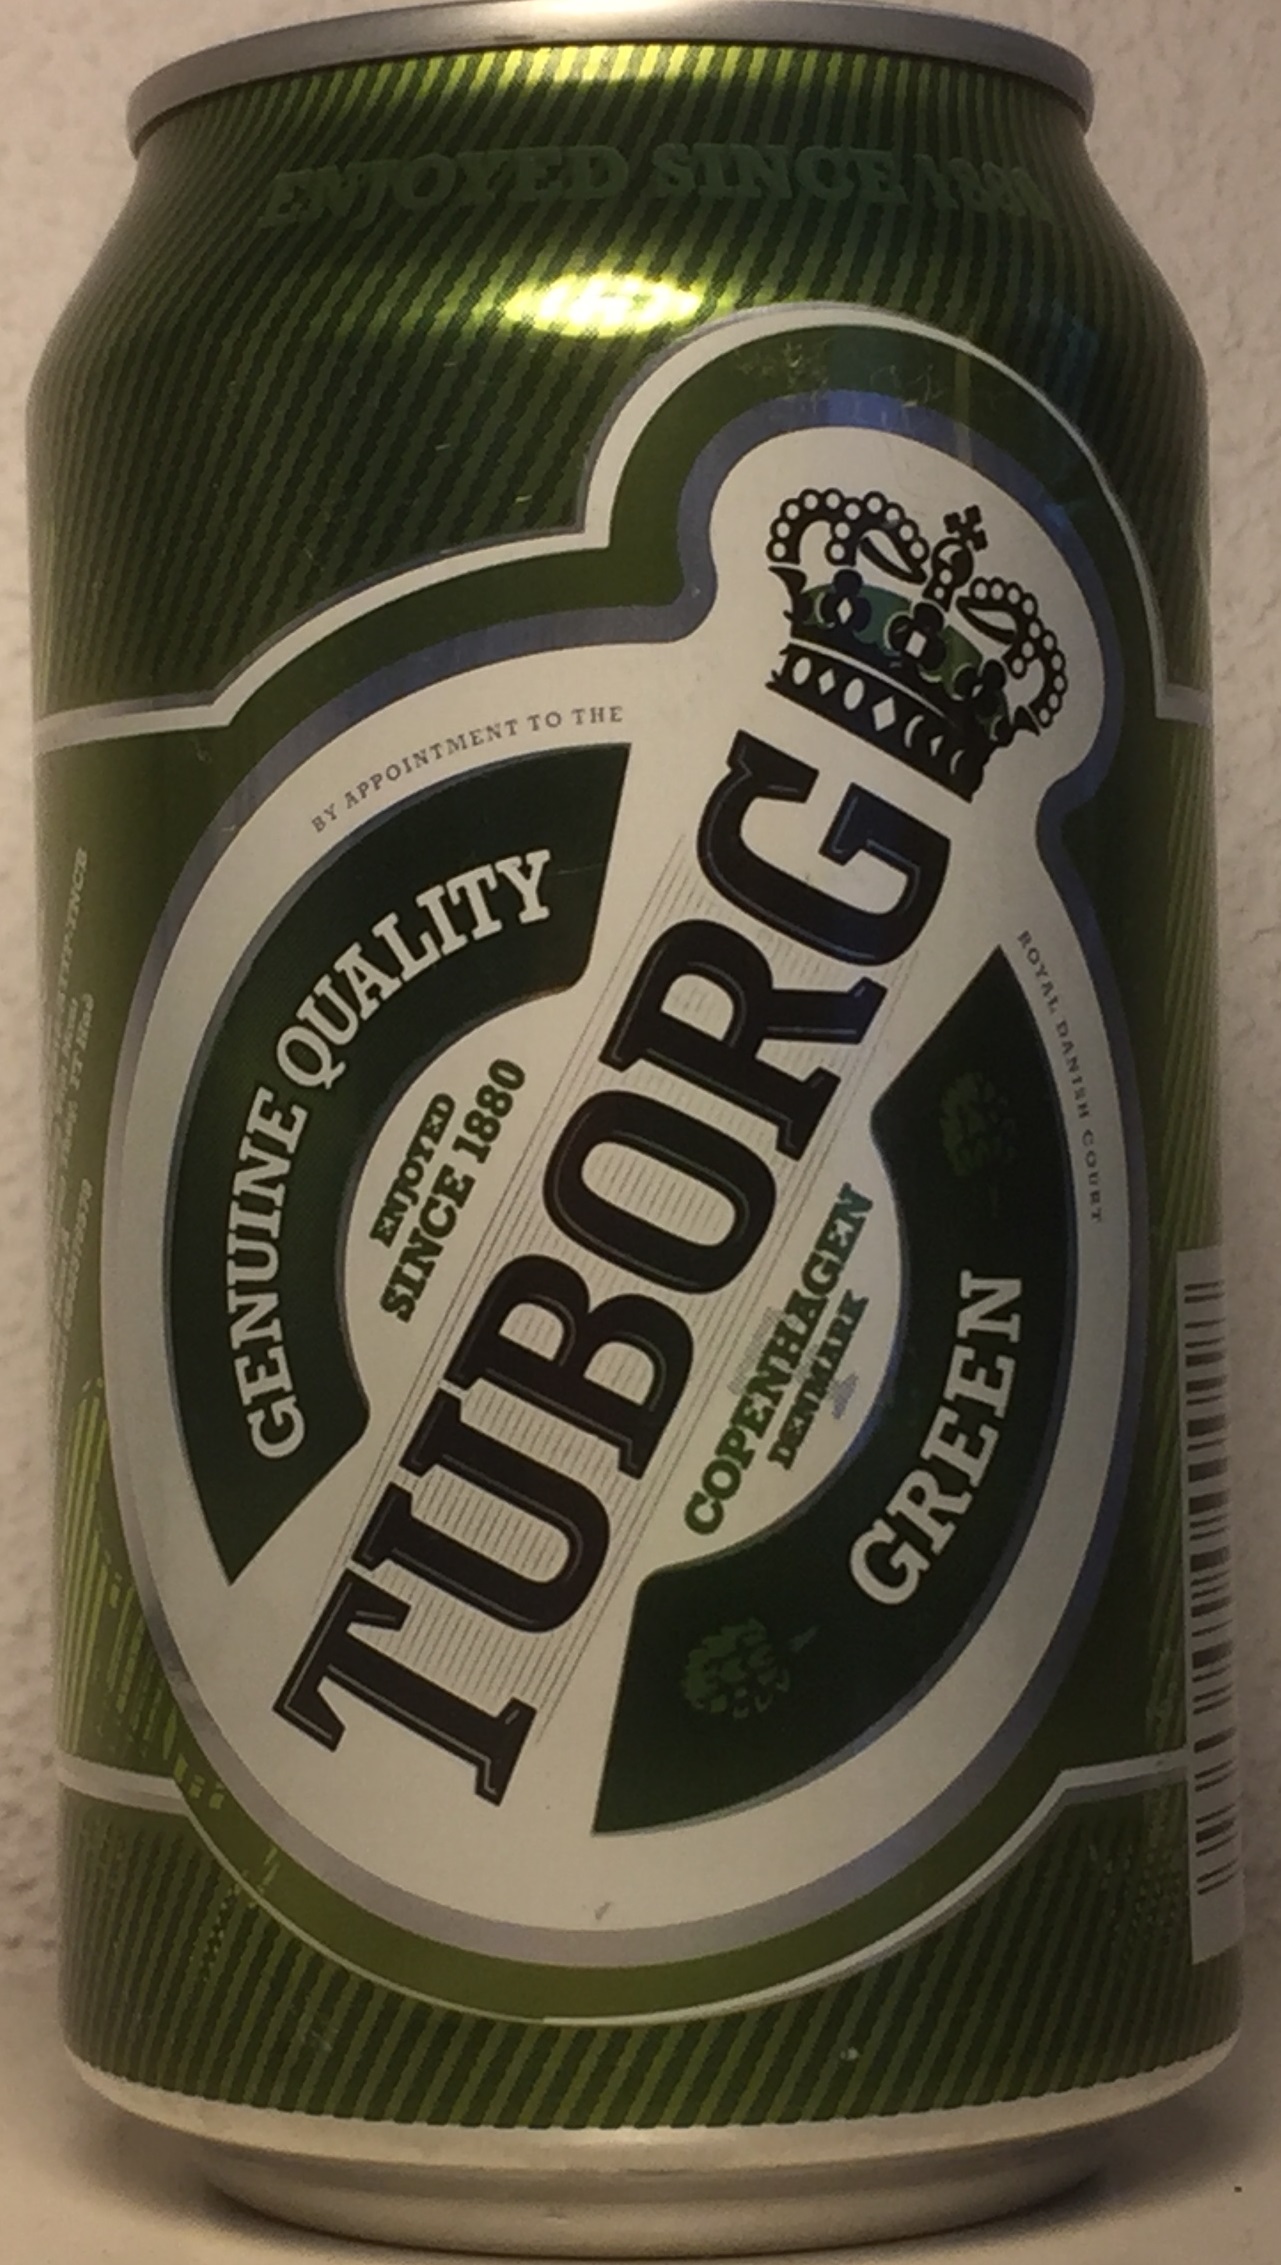 ENJOYED SINCE 1880
BY APPOINTMENT TO THE
ROYAL DANISH COURT
GENUINE QUALITY
ENJOYED
SINCE 1880
TUBORG
COPENHAGEN
DENMARK
GREEN